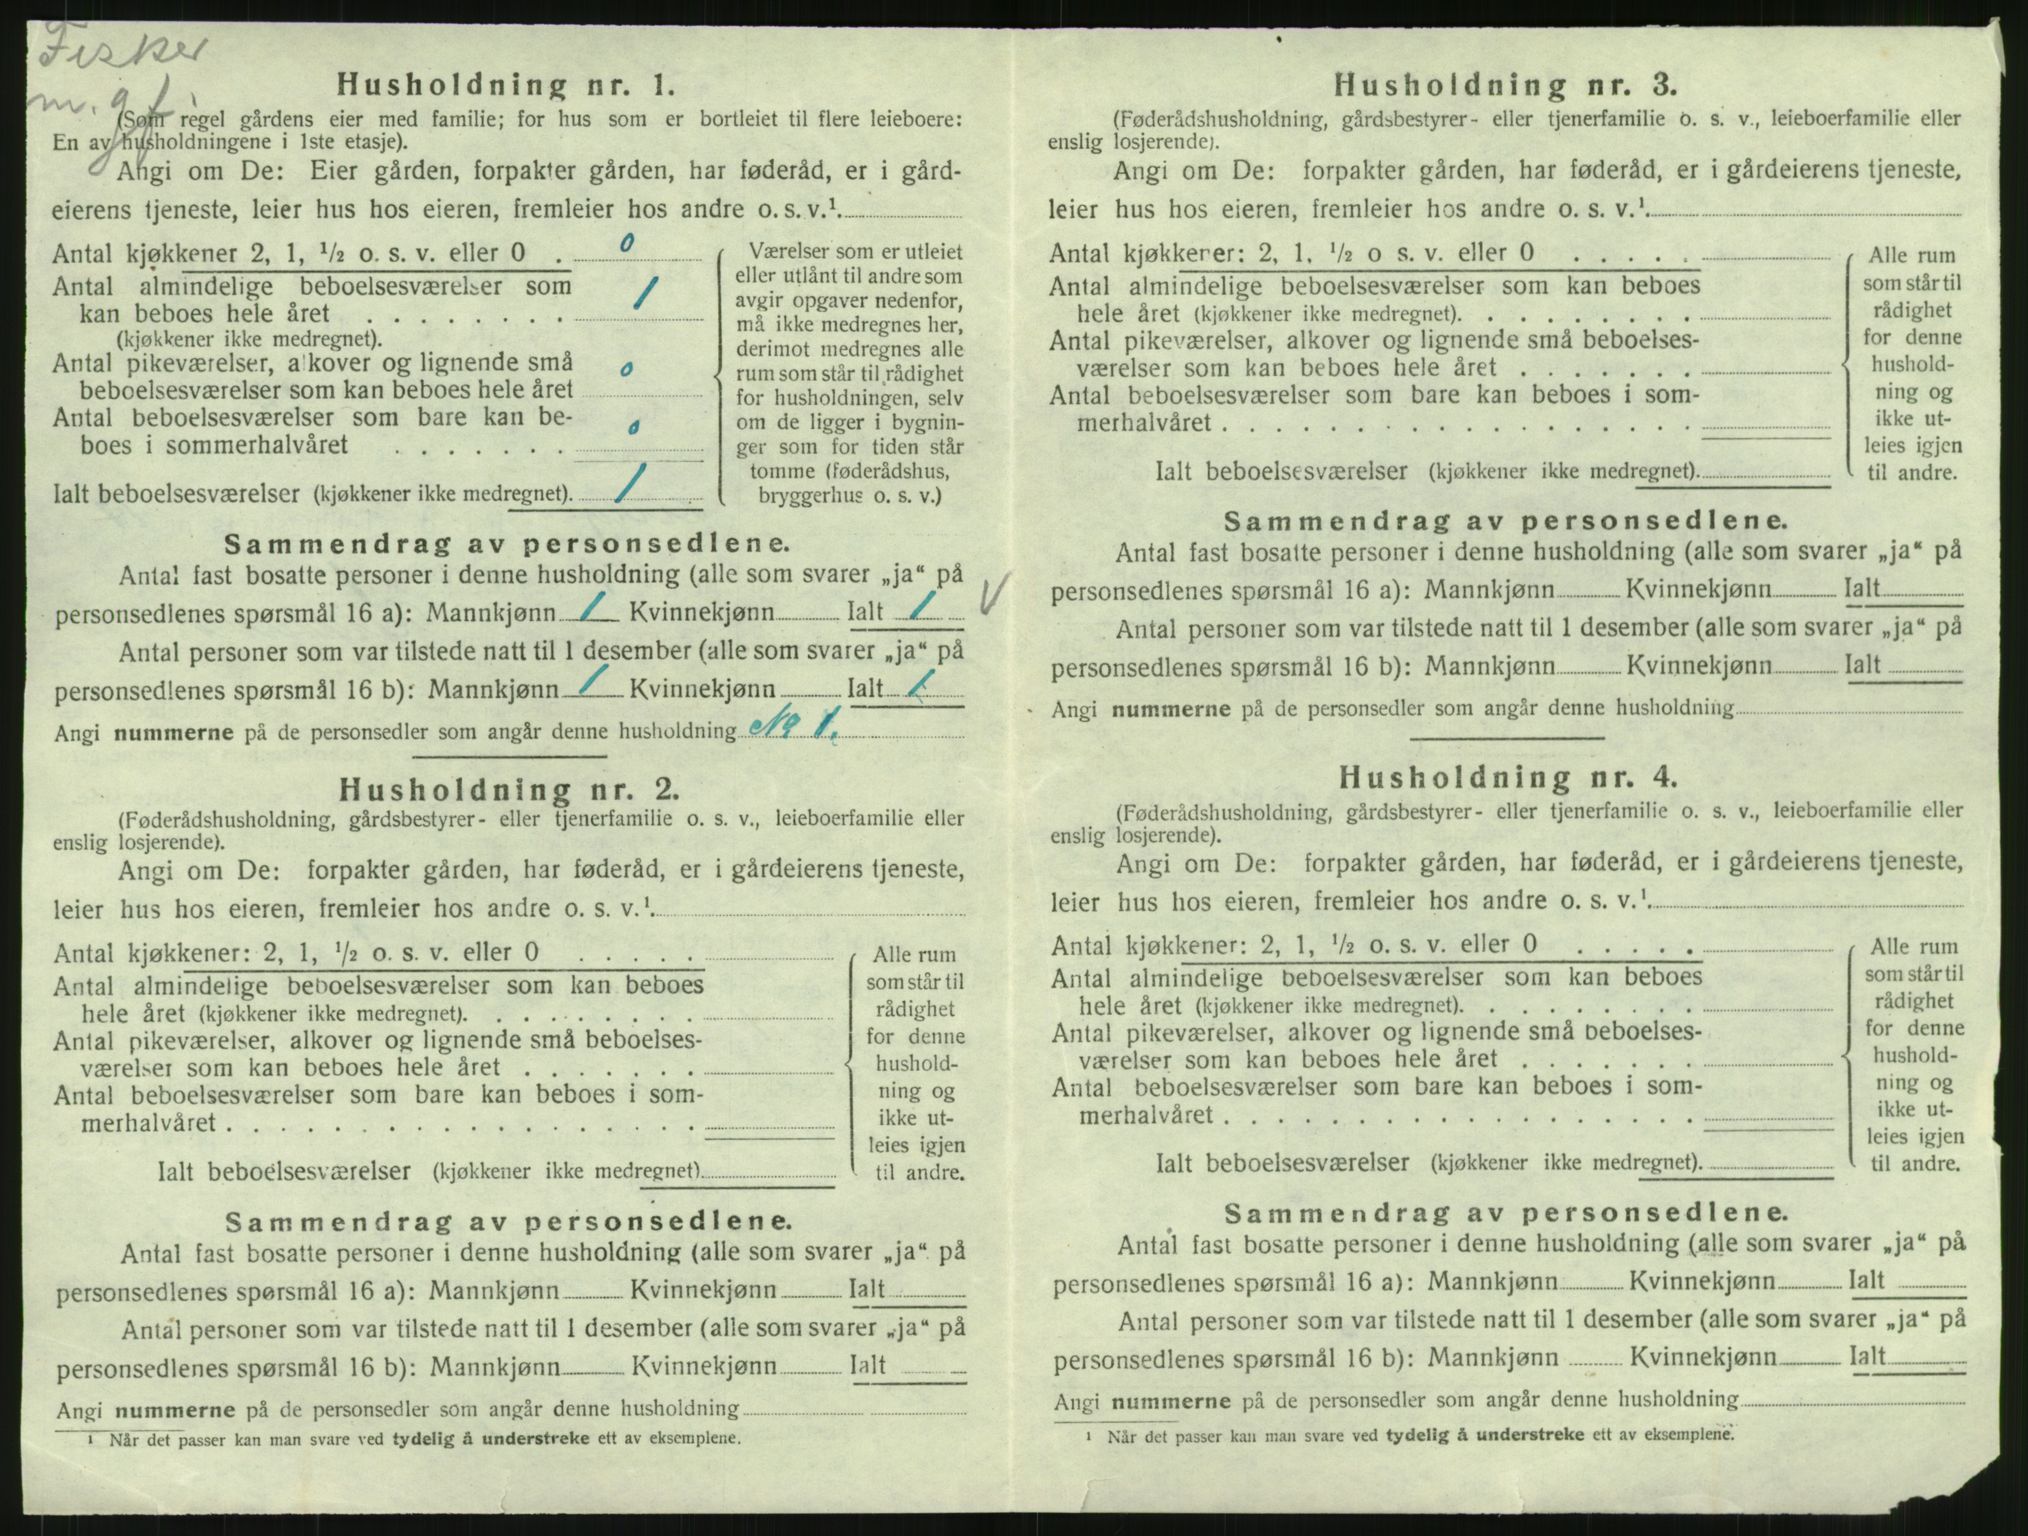 Fisker
m. gf.
Husholdning nr. 1.
(Som regel gårdens eier med familie; for hus som er bortleiet til flere leieboere:
En av husholdningene i 1ste etasje).
Angi om De: Eier gården, forpakter gården, har føderåd, er i gård-
eierens tjeneste, leier hus hos eieren, fremleier hos andre o. s. v.¹.
Antal kjøkkener 2, 1, ½ o. s. v. eller 0 . 0
Antal almindelige beboelsesværelser som
kan beboes hele året . . . . . . . . 1
(kjøkkener ikke medregnet).
Antal pikeværelser, alkover og lignende små
beboelsesværelser som kan beboes hele året 0
Antal beboelsesværelser som bare kan be-
boes i sommerhalvåret . . . . . . . 0
Ialt beboelsesværelser (kjøkkener ikke medregnet). 1
Værelser som er utleiet
eller utlånt til andre som
avgir opgaver nedenfor,
må ikke medregnes her,
derimot medregnes alle
rum som står til rådighet
for husholdningen, selv
om de ligger i bygnin-
ger som for tiden står
tomme (føderådshus,
bryggerhus o. s. v.)
Sammendrag av personsedlene.
Antal fast bosatte personer i denne husholdning (alle som svarer „ja“ på
personsedlenes spørsmål 16 a): Mannkjønn 1 Kvinnekjønn Ialt 1 V
Antal personer som var tilstede natt til 1 desember (alle som svarer „ja“ på
personsedlenes spørsmål 16 b): Mannkjønn 1 Kvinnekjønn Ialt 1
Angi nummerne på de personsedler som angår denne husholdning No 1.
Husholdning nr. 2.
(Føderådshusholdning, gårdsbestyrer- eller tjenerfamilie o. s. v., leieboerfamilie eller
enslig losjerende).
Angi om De: forpakter gården, har føderåd, er i gårdeierens tjeneste,
leier hus hos eieren, fremleier hos andre o. s. v.¹.
Antal kjøkkener: 2, 1, ½ o. s. v. eller 0 . . . . .
Antal almindelige beboelsesværelser som kan beboes
hele året (kjøkkener ikke medregnet). . . . . . . . .
Antal pikeværelser, alkover og lignende små beboelses-
værelser som kan beboes hele året . . . . . . .
Antal beboelsesværelser som bare kan beboes i som-
merhalvåret . . . . . . . . . . . . . . . . . .
Ialt beboelsesværelser (kjøkkener ikke medregnet).
Alle rum
som står til
rådighet
for denne
hushold-
ning og
ikke ut-
leies igjen
til andre.
Sammendrag av personsedlene.
Antal fast bosatte personer i denne husholdning (alle som svarer „ja“ på
personsedlenes spørsmål 16 a): Mannkjønn Kvinnekjønn Ialt
Antal personer som var tilstede natt til 1 desember (alle som svarer „ja“ på
personsedlenes spørsmål 16 b): Mannkjønn Kvinnekjønn Ialt
Angi nummerne på de personsedler som angår denne husholdning
¹ Når det passer kan man svare ved tydelig å understreke ett av eksemplene.
Husholdning nr. 3.
(Føderådshusholdning, gårdsbestyrer- eller tjenerfamilie o. s. v., leieboerfamilie eller
enslig losjerende).
Angi om De: forpakter gården, har føderåd, er i gårdeierens tjeneste,
leier hus hos eieren, fremleier hos andre o. s. v.¹.
Antal kjøkkener: 2, 1, ½ o s. v. eller 0 . . . . .
Antal almindelige beboelsesværelser som kan beboes
hele året (kjøkkener ikke medregnet). . . . . . . . .
Antal pikeværelser, alkover og lignende små beboelses-
værelser som kan beboes hele året . . . . . . .
Antal beboelsesværelser som bare kan beboes i som-
merhalvåret . . . . . . . . . . . . . . . . . .
Ialt beboelsesværelser (kjøkkener ikke medregnet).
Alle rum
som står til
rådighet
for denne
hushold-
ning og
ikke ut-
leies igjen
til andre.
Sammendrag av personsedlene.
Antal fast bosatte personer i denne husholdning (alle som svarer „ja“ på
personsedlenes spørsmål 16 a): Mannkjønn Kvinnekjønn Ialt
Antal personer som var tilstede natt til 1 desember (alle som svarer „ja“ på
personsedlenes spørsmål 16 b): Mannkjønn Kvinnekjønn Ialt
Angi nummerne på de personsedler som angår denne husholdning
Husholdning nr. 4.
(Føderådshusholdning, gårdsbestyrer- eller tjenerfamilie o. s. v., leieboerfamilie eller
enslig losjerende).
Angi om De: forpakter gården, har føderåd, er i gårdeierens tjeneste,
leier hus hos eieren, fremleier hos andre o. s. v.¹.
Antal kjøkkener: 2, 1, ½ o. s. v. eller 0 . . . . .
Antal almindelige beboelsesværelser som kan beboes
hele året (kjøkkener ikke medregnet). . . . . . . . .
Antal pikeværelser, alkover og lignende små beboelses-
værelser som kan beboes hele året . . . . . . .
Antal beboelsesværelser som bare kan beboes i som-
merhalvåret . . . . . . . . . . . . . . . . . .
Ialt beboelsesværelser (kjøkkener ikke medregnet).
Alle rum
som står til
rådighet
for denne
hushold-
ning og
ikke ut-
leies igjen
til andre.
Sammendrag av personsedlene.
Antal fast bosatte personer i denne husholdning (alle som svarer „ja“ på
personsedlenes spørsmål 16 a): Mannkjønn Kvinnekjønn Ialt
Antal personer som var tilstede natt til 1 desember (alle som svarer „ja“ på
personsedlenes spørsmål 16 b): Mannkjønn Kvinnekjønn Ialt
Angi nummerne på de personsedler som angår denne husholdning
¹ Når det passer kan man svare ved tydelig å understreke ett av eksemplene.